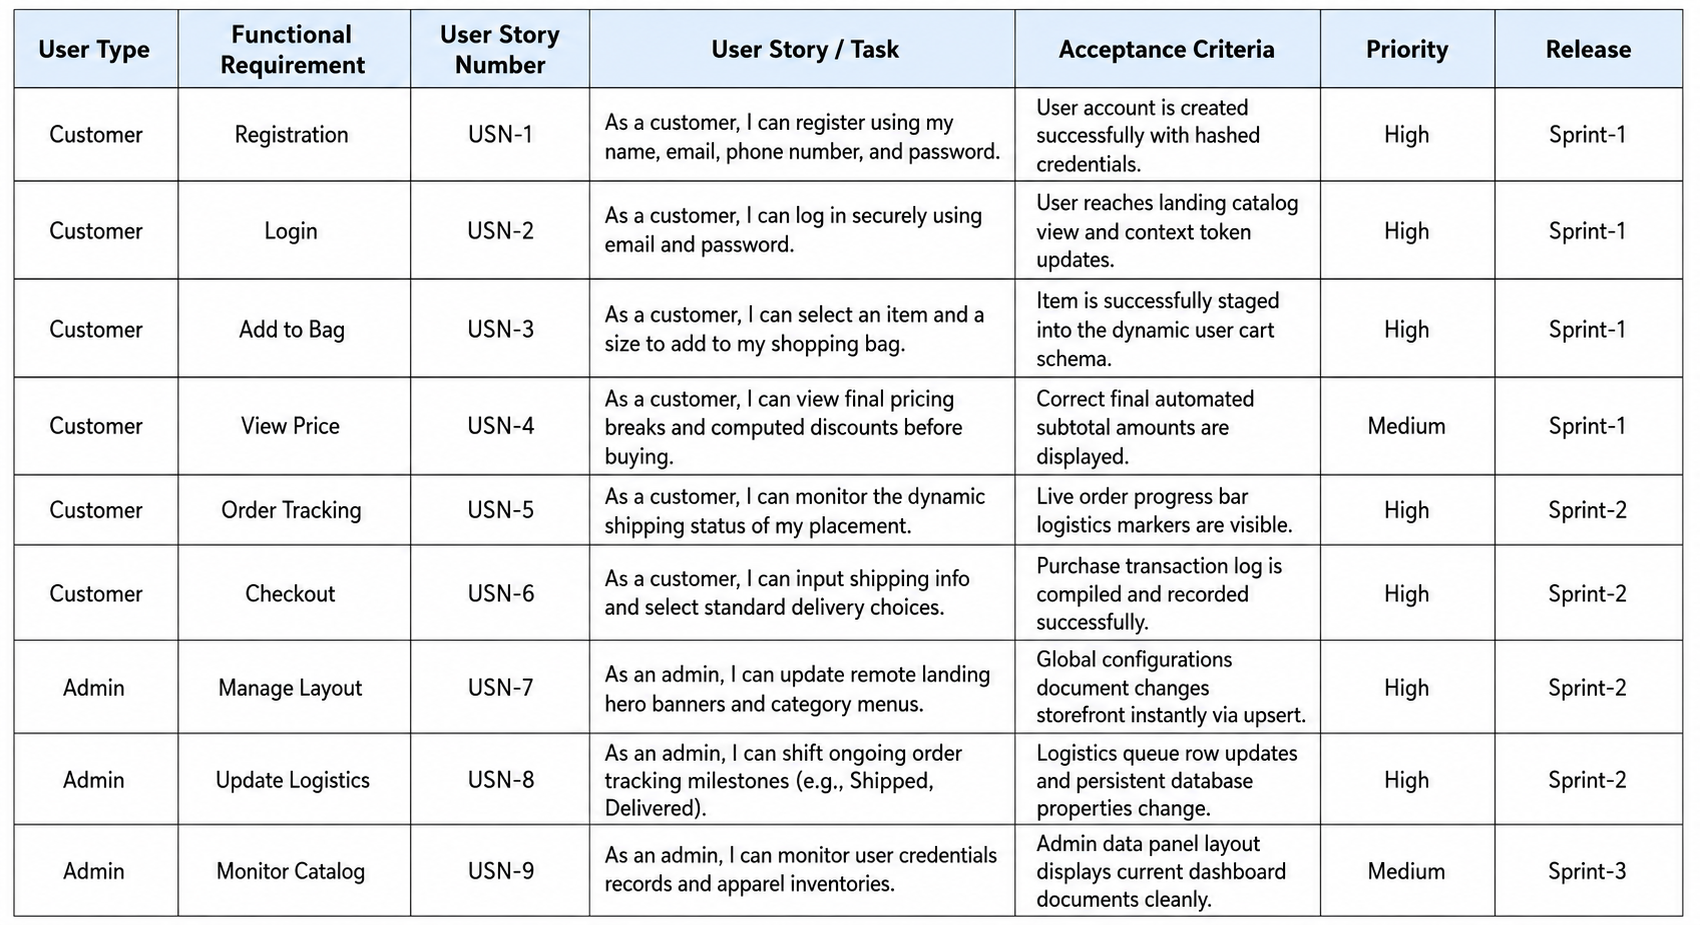 User Type
Functional
Requirement
User Story
Number
User Story / Task
Acceptance Criteria
Priority
Release
Customer
Registration
USN-1
As a customer, I can register using my
name, email, phone number, and password.
User account is created
successfully with hashed
credentials.
High
Sprint-1
Customer
Login
USN-2
As a customer, I can log in securely using
email and password.
User reaches landing catalog
view and context token
updates.
High
Sprint-1
Customer
Add to Bag
USN-3
As a customer, I can select an item and a
size to add to my shopping bag.
Item is successfully staged
into the dynamic user cart
schema.
High
Sprint-1
Customer
View Price
USN-4
As a customer, I can view final pricing
breaks and computed discounts before
buying.
Correct final automated
subtotal amounts are
displayed.
Medium
Sprint-1
Customer
Order Tracking
USN-5
As a customer, I can monitor the dynamic
shipping status of my placement.
Live order progress bar
logistics markers are visible.
High
Sprint-2
Customer
Checkout
USN-6
As a customer, I can input shipping info
and select standard delivery choices.
Purchase transaction log is
compiled and recorded
successfully.
High
Sprint-2
Admin
Manage Layout
USN-7
As an admin, I can update remote landing
hero banners and category menus.
Global configurations
document changes
storefront instantly via upsert.
High
Sprint-2
Admin
Update Logistics
USN-8
As an admin, I can shift ongoing order
tracking milestones (e.g., Shipped,
Delivered).
Logistics queue row updates
and persistent database
properties change.
High
Sprint-2
Admin
Monitor Catalog
USN-9
As an admin, I can monitor user credentials
records and apparel inventories.
Admin data panel layout
displays current dashboard
documents cleanly.
Medium
Sprint-3